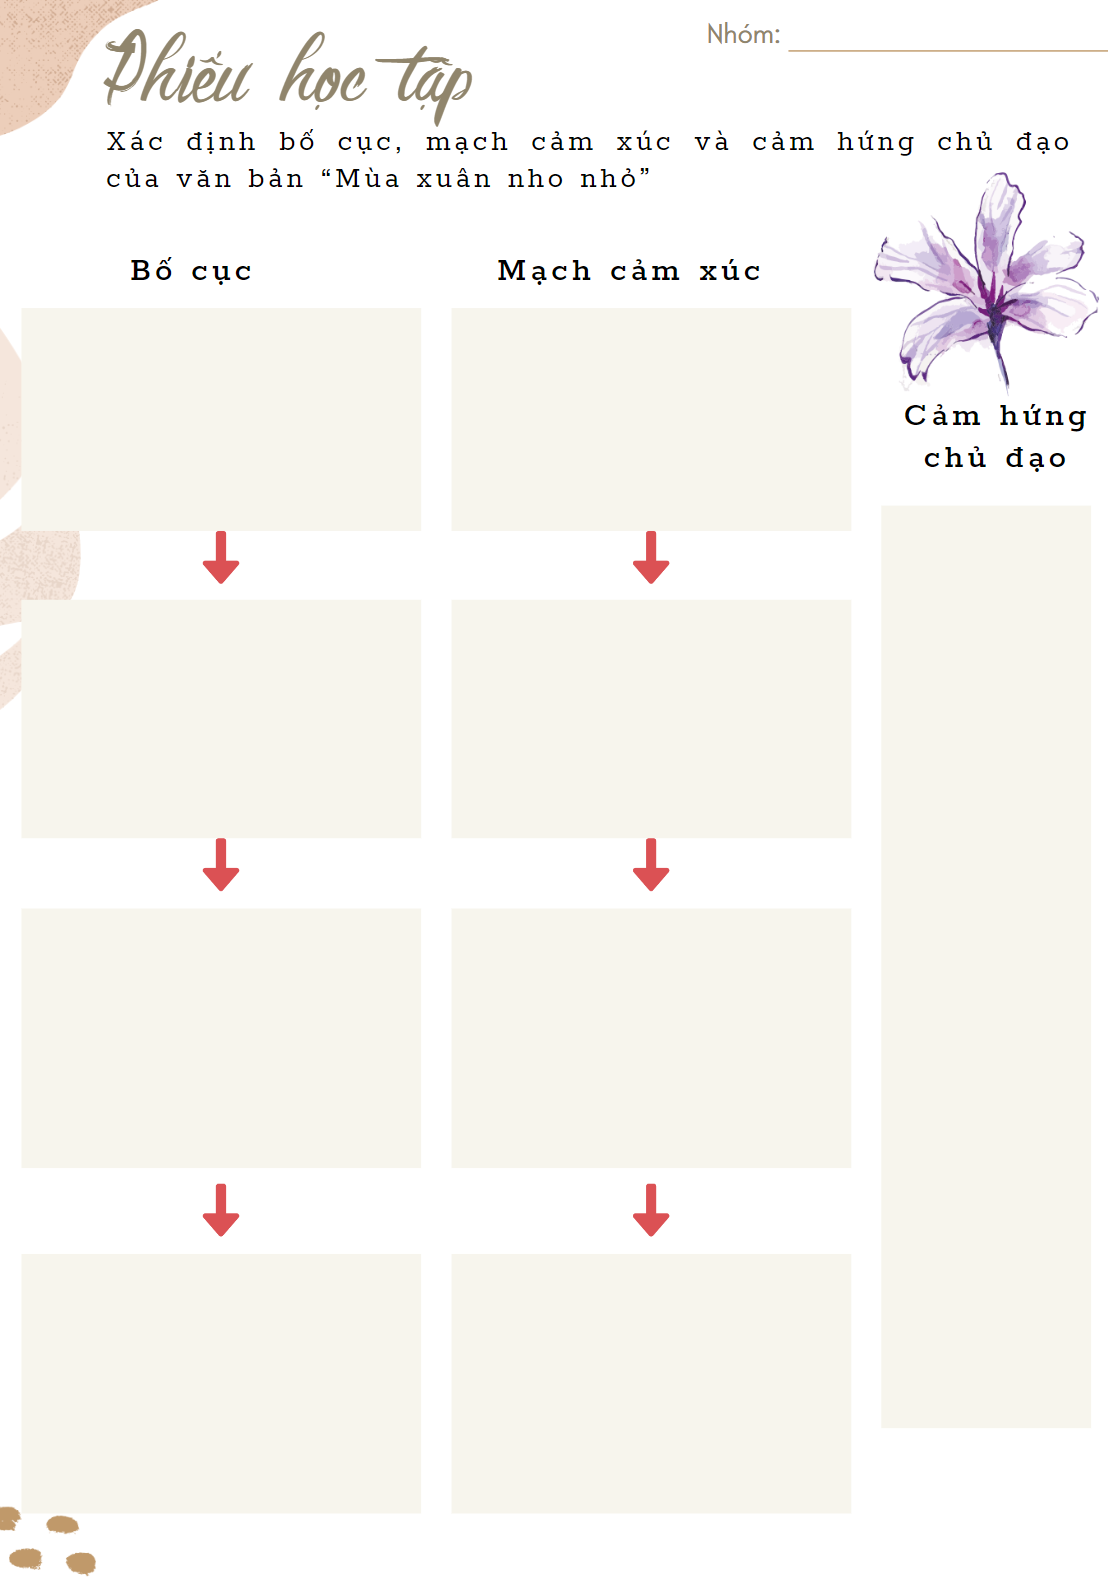 Nhóm:
Phiếu học tập
Xác định bố cục, mạch cảm xúc và cảm hứng chủ đạo
của văn bản “Mùa xuân nho nhỏ”
Bố cục
Mạch cảm xúc
Cảm hứng
chủ đạo